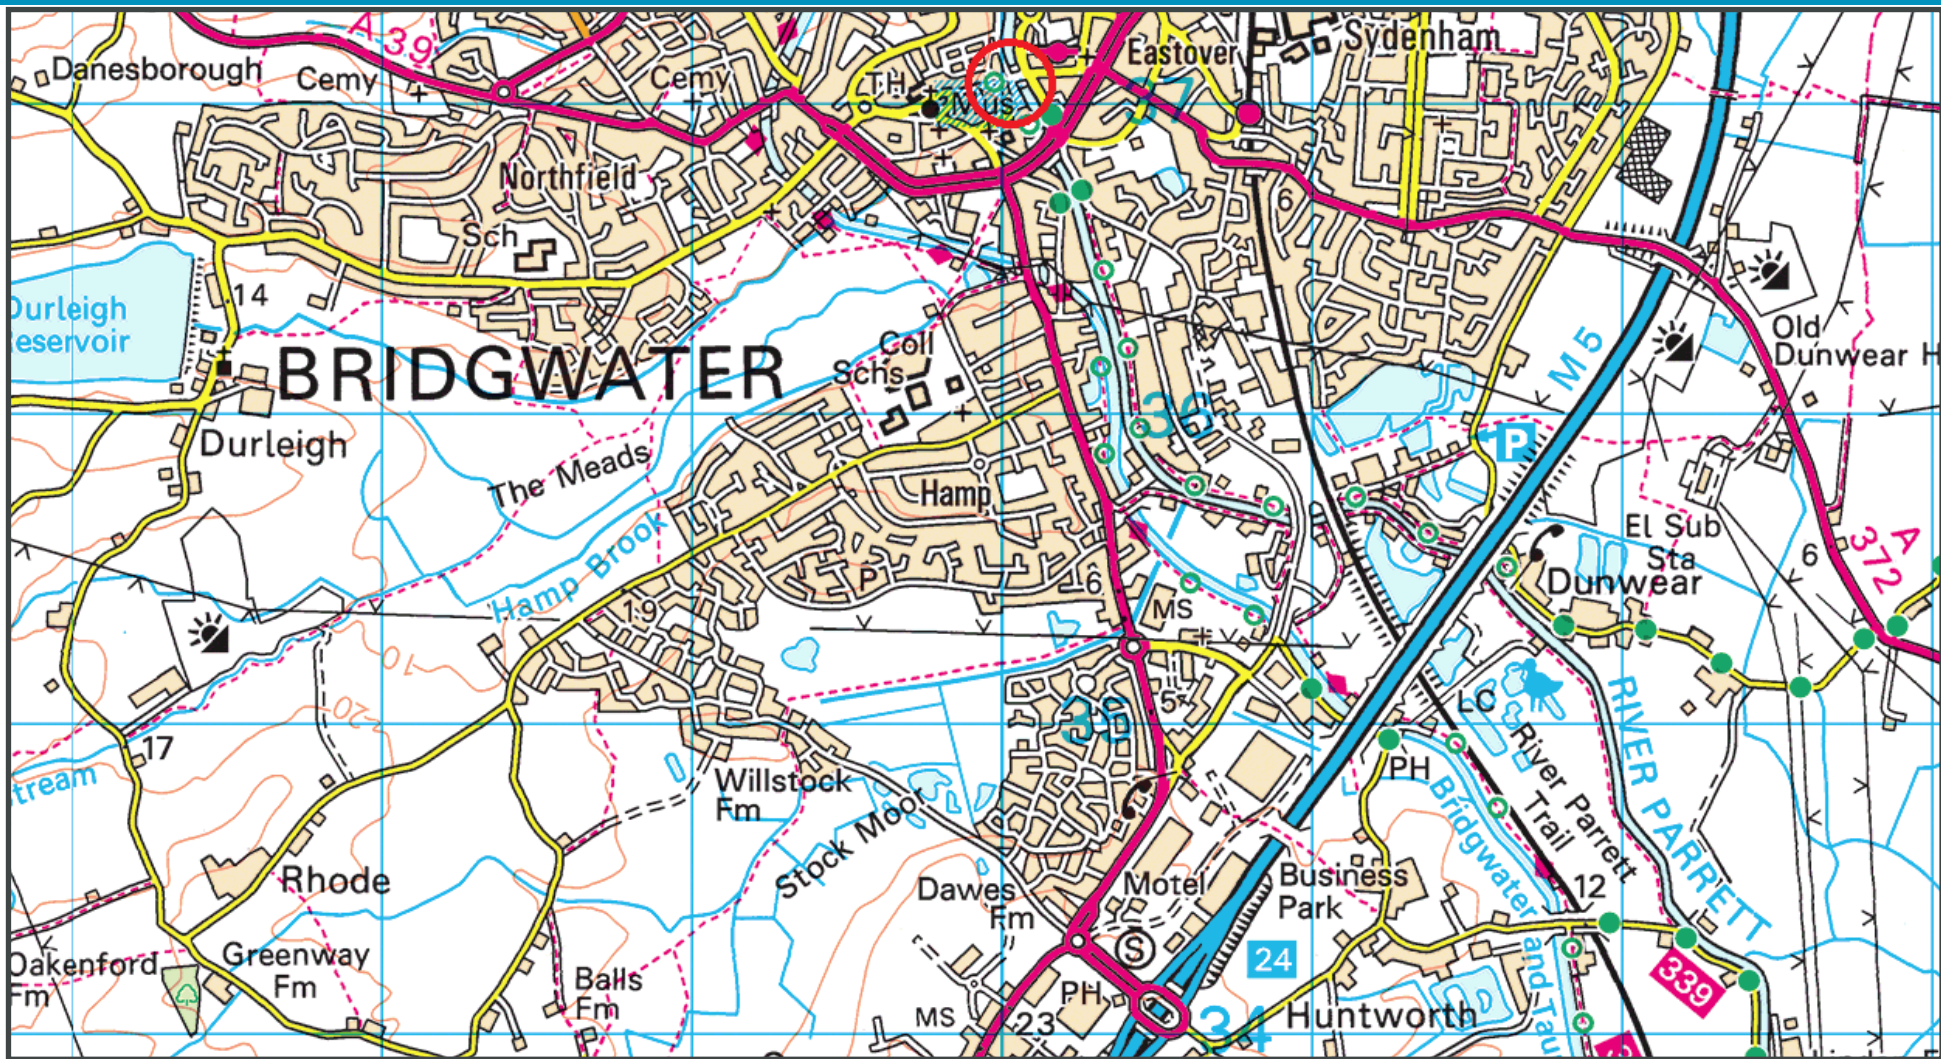 A 39
Danesborough
Cemy
Cemy
T.H
Mus
Eastover
Sydenham
37
Northfield
Sch
6
14
Durleigh
eservoir
BRIDGWATER
Durleigh
Coll
Schs
The Meads
Hamp
36
P
M 5
Old
Dunwear H
El Sub
Sta
6
A
372
Dunwear
Hamp Brook
19
P
6
MS
10
20
35
5
LC
RIVER PARRETT
River Parrett
Trail
PH
17
tream
Willstock
Fm
Stock Moor
Bridgwater and Tau
Rhode
Dawes
Fm
Motel
Business
Park
12
S
24
339
Oakenford
Fm
Greenway
Fm
Balls
Fm
MS
23
PH
34
Huntworth